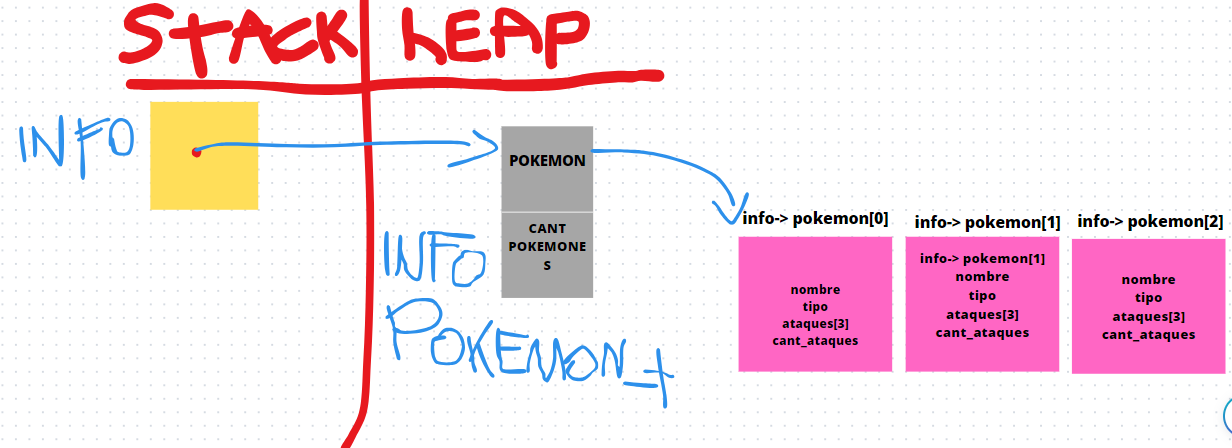 STACK HEAP
INFO
POKEMON
CANT
POKEMONE
S
INFO
POKEMON_t
info-> pokemon[0]
nombre
tipo
ataques[3]
cant_ataques
info-> pokemon[1]
info-> pokemon[1]
nombre
tipo
ataques[3]
cant_ataques
info-> pokemon[2]
nombre
tipo
ataques[3]
cant_ataques